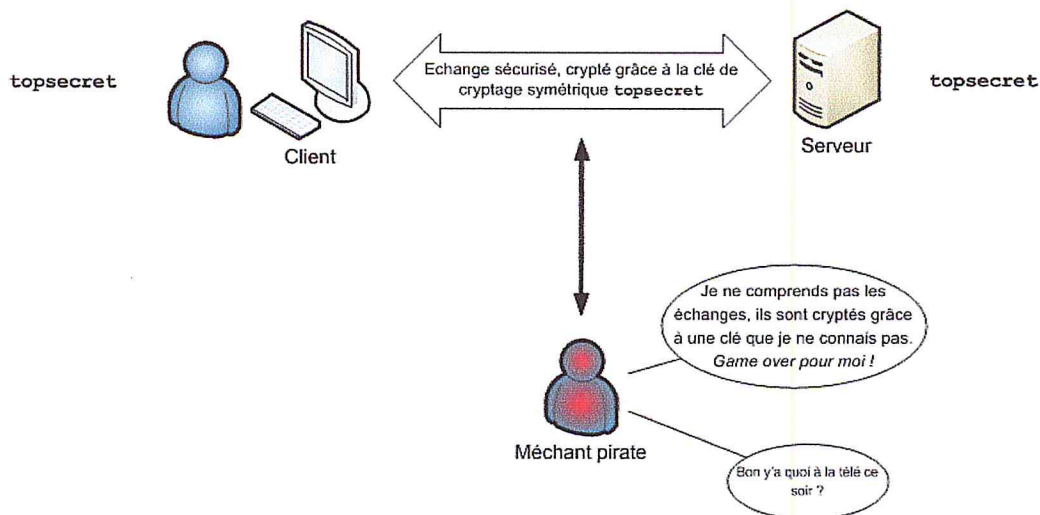 topsecret
Echange sécurisé, crypté grâce à la clé de
cryptage symétrique topsecret
topsecret
Client
Serveur
Je ne comprends pas les
échanges, ils sont cryptés grâce
à une clé que je ne connais pas.
Game over pour moi !
Méchant pirate
Bon y'a quoi à la télé ce
soir ?